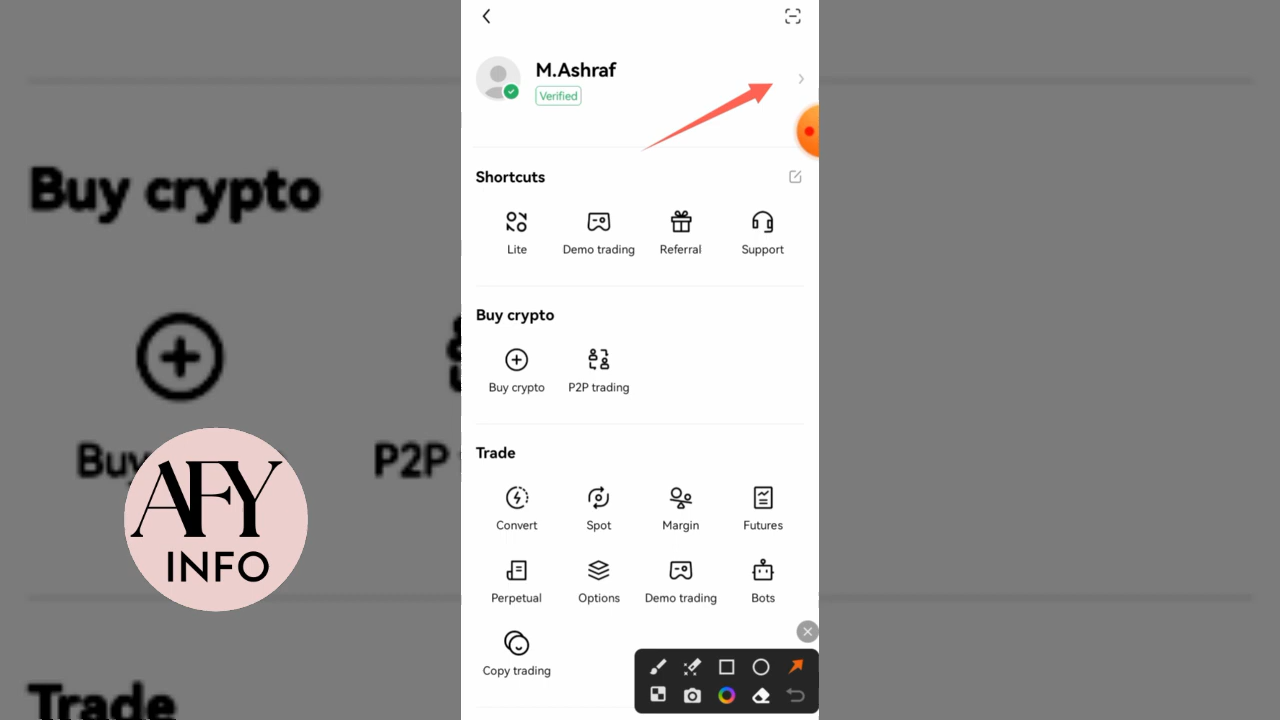 M.Ashraf
Verified
Shortcuts
Lite Demo trading Referral Support
Buy crypto
Buy crypto P2P trading
Trade
Convert Spot Margin Futures
Perpetual Options Demo trading Bots
Copy trading
Buy crypto
Buy
P2P
AFY
INFO
Trade